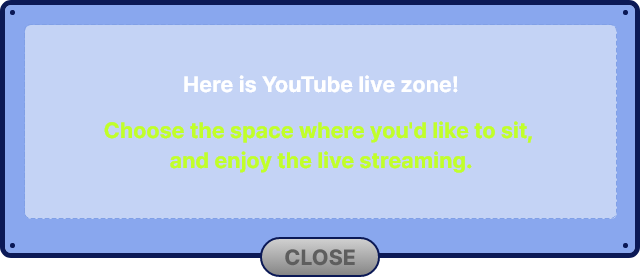 Here is YouTube live zone!
Choose the space where you'd like to sit,
and enjoy the live streaming.
CLOSE